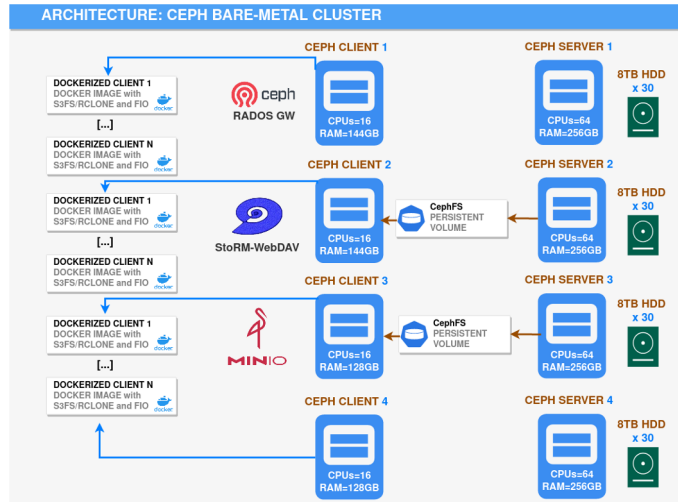 ARCHITECTURE: CEPH BARE-METAL CLUSTER
CEPH CLIENT 1
CEPH SERVER 1
DOCKERIZED CLIENT 1
DOCKER IMAGE with
S3FS/RCLONE and FIO
docker
[...]
DOCKERIZED CLIENT N
DOCKER IMAGE with
S3FS/RCLONE and FIO
docker
ceph
RADOS GW
CPUs=16
RAM=144GB
CPUs=64
RAM=256GB
8TB HDD
x 30
CEPH CLIENT 2
CEPH SERVER 2
DOCKERIZED CLIENT 1
DOCKER IMAGE with
S3FS/RCLONE and FIO
docker
[...]
DOCKERIZED CLIENT N
DOCKER IMAGE with
S3FS/RCLONE and FIO
docker
StoRM-WebDAV
CPUs=16
RAM=144GB
CephFS
PERSISTENT
VOLUME
CPUs=64
RAM=256GB
8TB HDD
x 30
CEPH CLIENT 3
CEPH SERVER 3
DOCKERIZED CLIENT 1
DOCKER IMAGE with
S3FS/RCLONE and FIO
docker
[...]
DOCKERIZED CLIENT N
DOCKER IMAGE with
S3FS/RCLONE and FIO
docker
MINIO
CPUs=16
RAM=128GB
CephFS
PERSISTENT
VOLUME
CPUs=64
RAM=256GB
8TB HDD
x 30
CEPH CLIENT 4
CEPH SERVER 4
CPUs=16
RAM=128GB
CPUs=64
RAM=256GB
8TB HDD
x 30